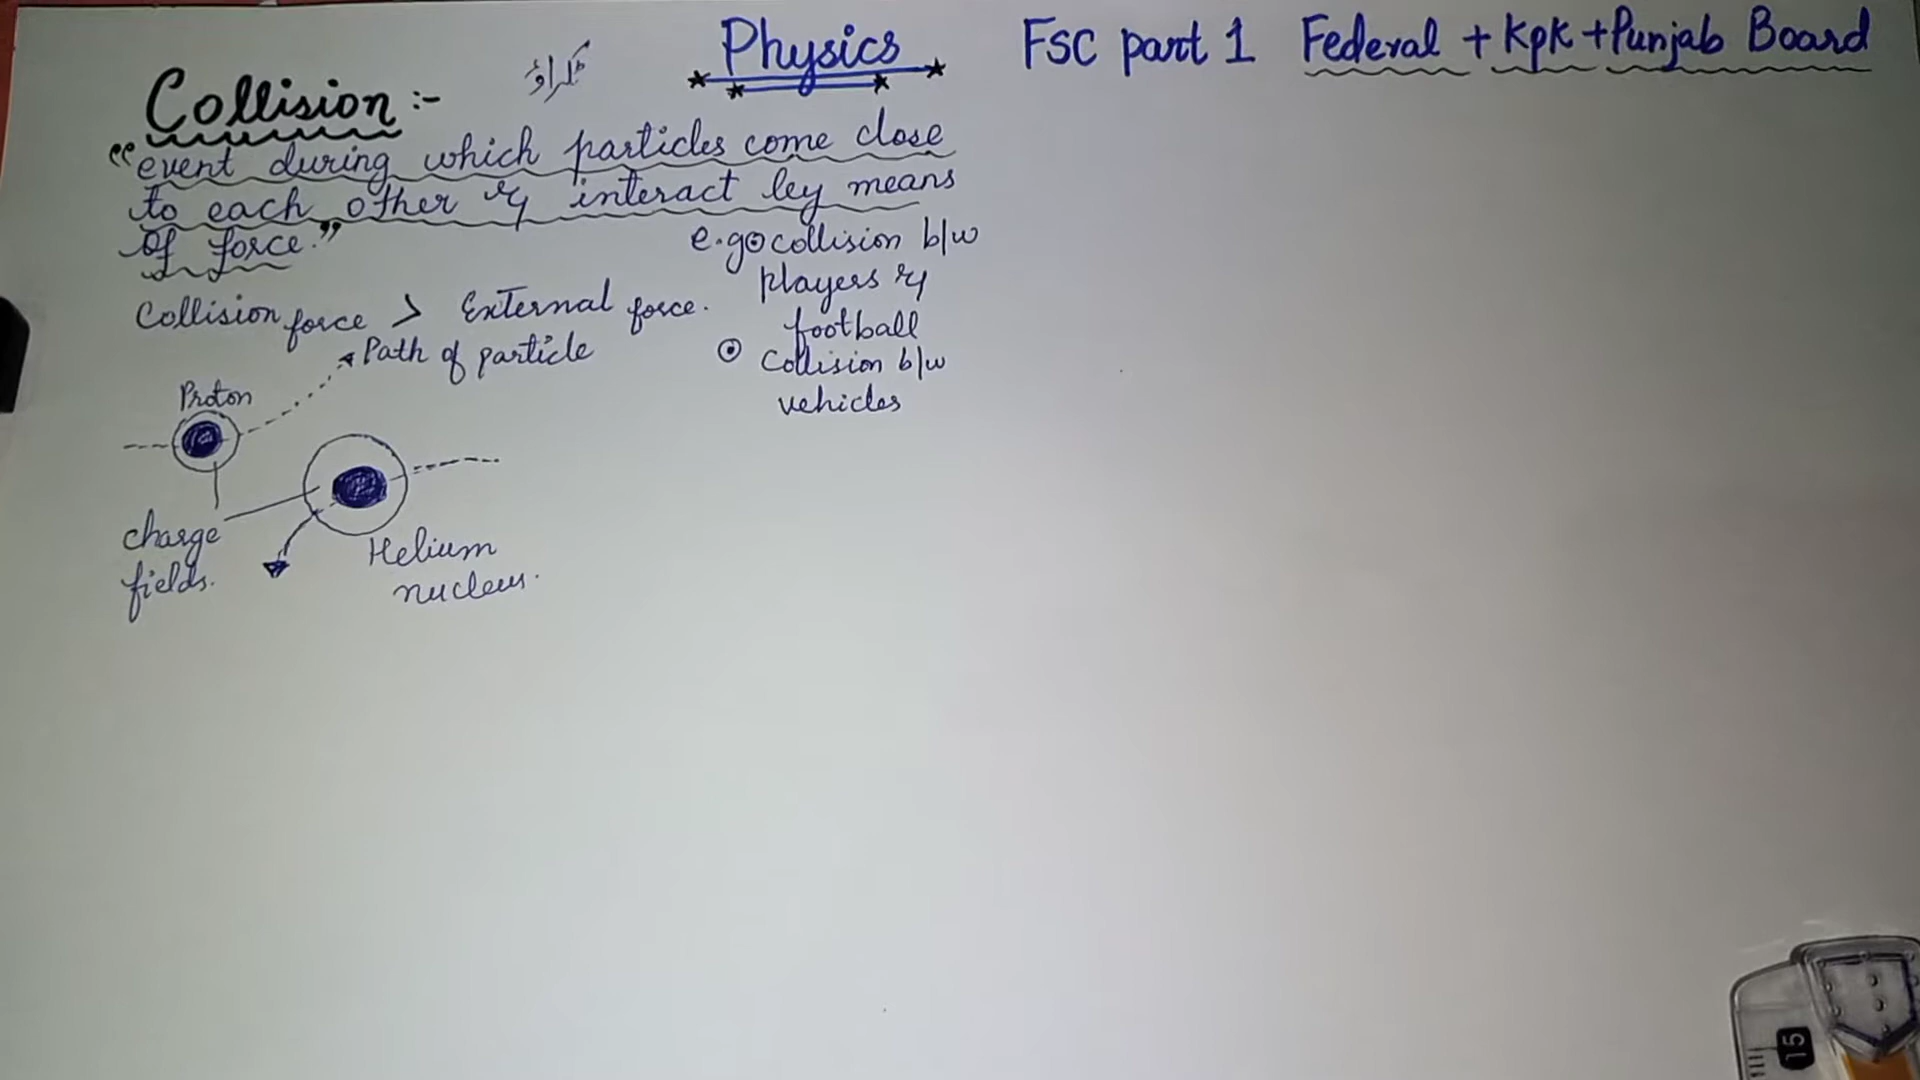 Physics FSC part 1 Federal + Kpk + Punjab Board
Collision :- ٹکراؤ
"event during which particles come close
to each other & interact by means
of force."
e.g ⊙ collision b/w
players &
football
⊙ Collision b/w
vehicles
Collision force > External force.
Path of particle
Proton
charge
fields.
Helium
nucleus.
15